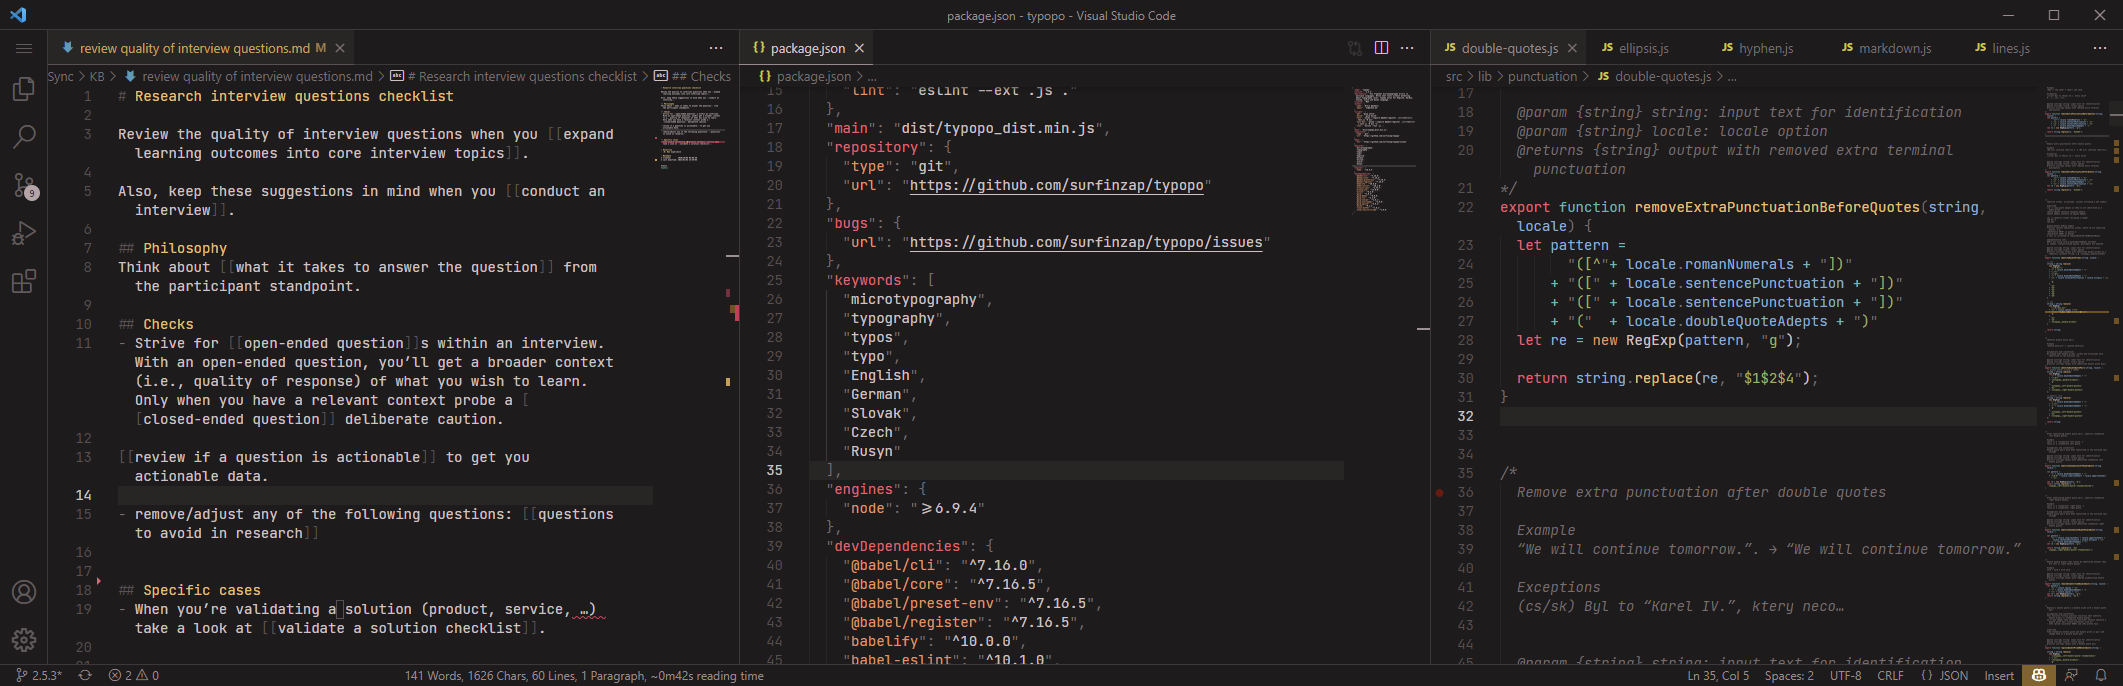 package.json - typopo - Visual Studio Code
review quality of interview questions.md M
Sync > KB > review quality of interview questions.md > # Research interview questions checklist > ## Checks
1 # Research interview questions checklist
2
3 Review the quality of interview questions when you [[expand
learning outcomes into core interview topics]].
4
5 Also, keep these suggestions in mind when you [[conduct an
interview]].
6
7 ## Philosophy
8 Think about [[what it takes to answer the question]] from
the participant standpoint.
9
10 ## Checks
11 - Strive for [[open-ended question]]s within an interview.
With an open-ended question, you’ll get a broader context
(i.e., quality of response) of what you wish to learn.
Only when you have a relevant context probe a [
[closed-ended question]] deliberate caution.
12
13 [[review if a question is actionable]] to get you
actionable data.
14
15 - remove/adjust any of the following questions: [[questions
to avoid in research]]
16
17
18 ## Specific cases
19 - When you’re validating a solution (product, service, …)
take a look at [[validate a solution checklist]].
20
{} package.json
{} package.json > ...
15 "lint": "eslint --ext .js ."
16 },
17 "main": "dist/typopo_dist.min.js",
18 "repository": {
19 "type": "git",
20 "url": "https://github.com/surfinzap/typopo"
21 },
22 "bugs": {
23 "url": "https://github.com/surfinzap/typopo/issues"
24 },
25 "keywords": [
26 "microtypography",
27 "typography",
28 "typos",
29 "typo",
30 "English",
31 "German",
32 "Slovak",
33 "Czech",
34 "Rusyn"
35 ],
36 "engines": {
37 "node": ">=6.9.4"
38 },
39 "devDependencies": {
40 "@babel/cli": "^7.16.0",
41 "@babel/core": "^7.16.5",
42 "@babel/preset-env": "^7.16.5",
43 "@babel/register": "^7.16.5",
44 "babelify": "^10.0.0",
45 "babel-eslint": "^10.1.0",
JS double-quotes.js JS ellipsis.js JS hyphen.js JS markdown.js JS lines.js
src > lib > punctuation > JS double-quotes.js > ...
17
18 @param {string} string: input text for identification
19 @param {string} locale: locale option
20 @returns {string} output with removed extra terminal
punctuation
21 */
22 export function removeExtraPunctuationBeforeQuotes(string,
locale) {
23 let pattern =
24 "([^"+ locale.romanNumerals + "])"
25 + "([" + locale.sentencePunctuation + "])"
26 + "([" + locale.sentencePunctuation + "])"
27 + "(" + locale.doubleQuoteAdepts + ")"
28 let re = new RegExp(pattern, "g");
29
30 return string.replace(re, "$1$2$4");
31 }
32
33
34
35 /*
36 Remove extra punctuation after double quotes
37
38 Example
39 “We will continue tomorrow.”. → “We will continue tomorrow.”
40
41 Exceptions
42 (cs/sk) Byl to “Karel IV.”, ktery neco…
43
44
45 @param {string} string: input text for identification
9
2.5.3* 2 0 141 Words, 1626 Chars, 60 Lines, 1 Paragraph, ~0m42s reading time Ln 35, Col 5 Spaces: 2 UTF-8 CRLF {} JSON Insert